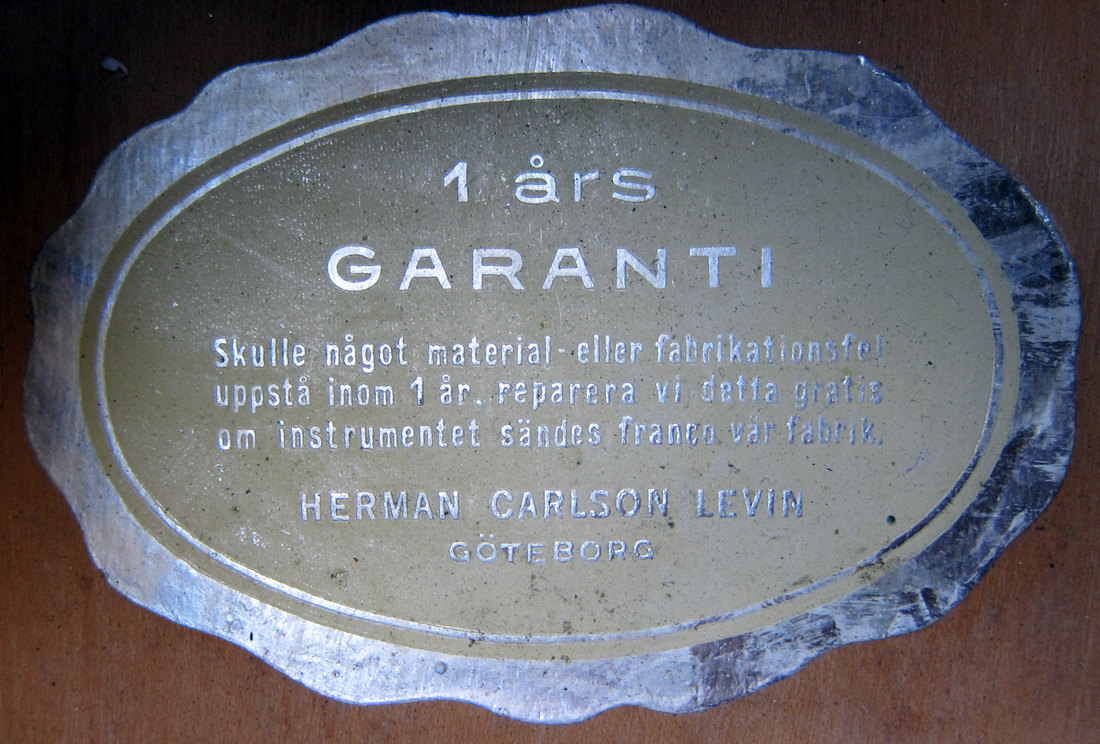 1 års
GARANTI
Skulle något material- eller fabrikationsfel
uppstå inom 1 år. reparera vi detta gratis
om instrumentet sändes franco vår fabrik.
HERMAN CARLSON LEVIN
GÖTEBORG